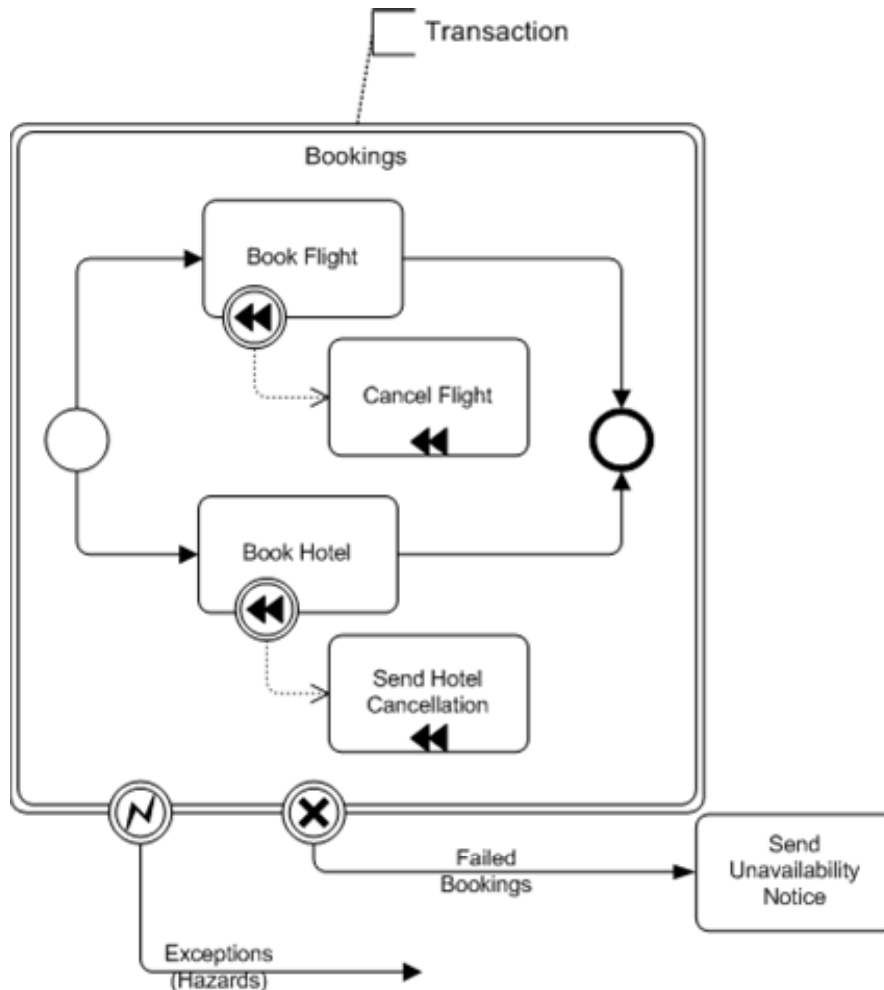 Transaction
Bookings
Book Flight
Cancel Flight
Book Hotel
Send Hotel
Cancellation
Failed
Bookings
Send
Unavailability
Notice
Exceptions
(Hazards)